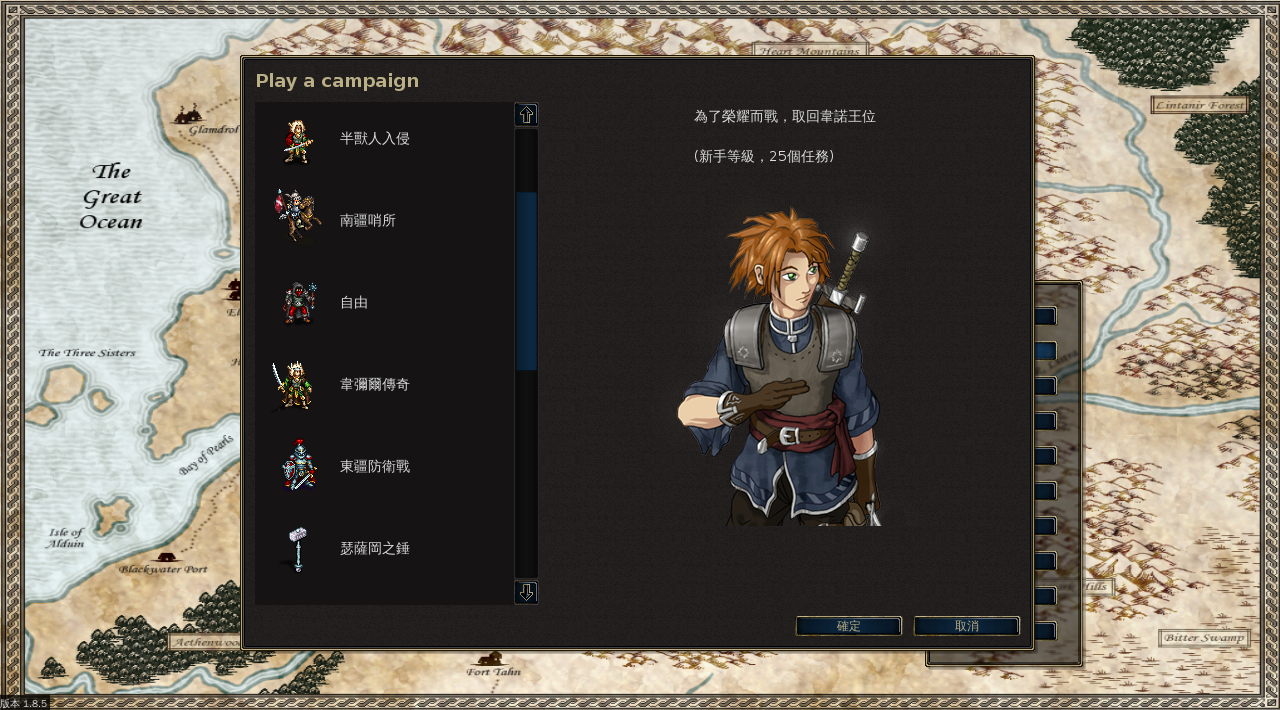 Heart Mountains
Lintanir Forest
Glamdrol
The
Great
Ocean
The Three Sisters
Bay of Pearls
Isle of
Alduin
Blackwater Port
Fort Tahn
Bitter Swamp
Hills
Play a campaign
半獸人入侵
南疆哨所
自由
韋彌爾傳奇
東疆防衛戰
瑟薩岡之錘
為了榮耀而戰，取回韋諾王位
(新手等級，25個任務)
確定
取消
版本 1.8.5